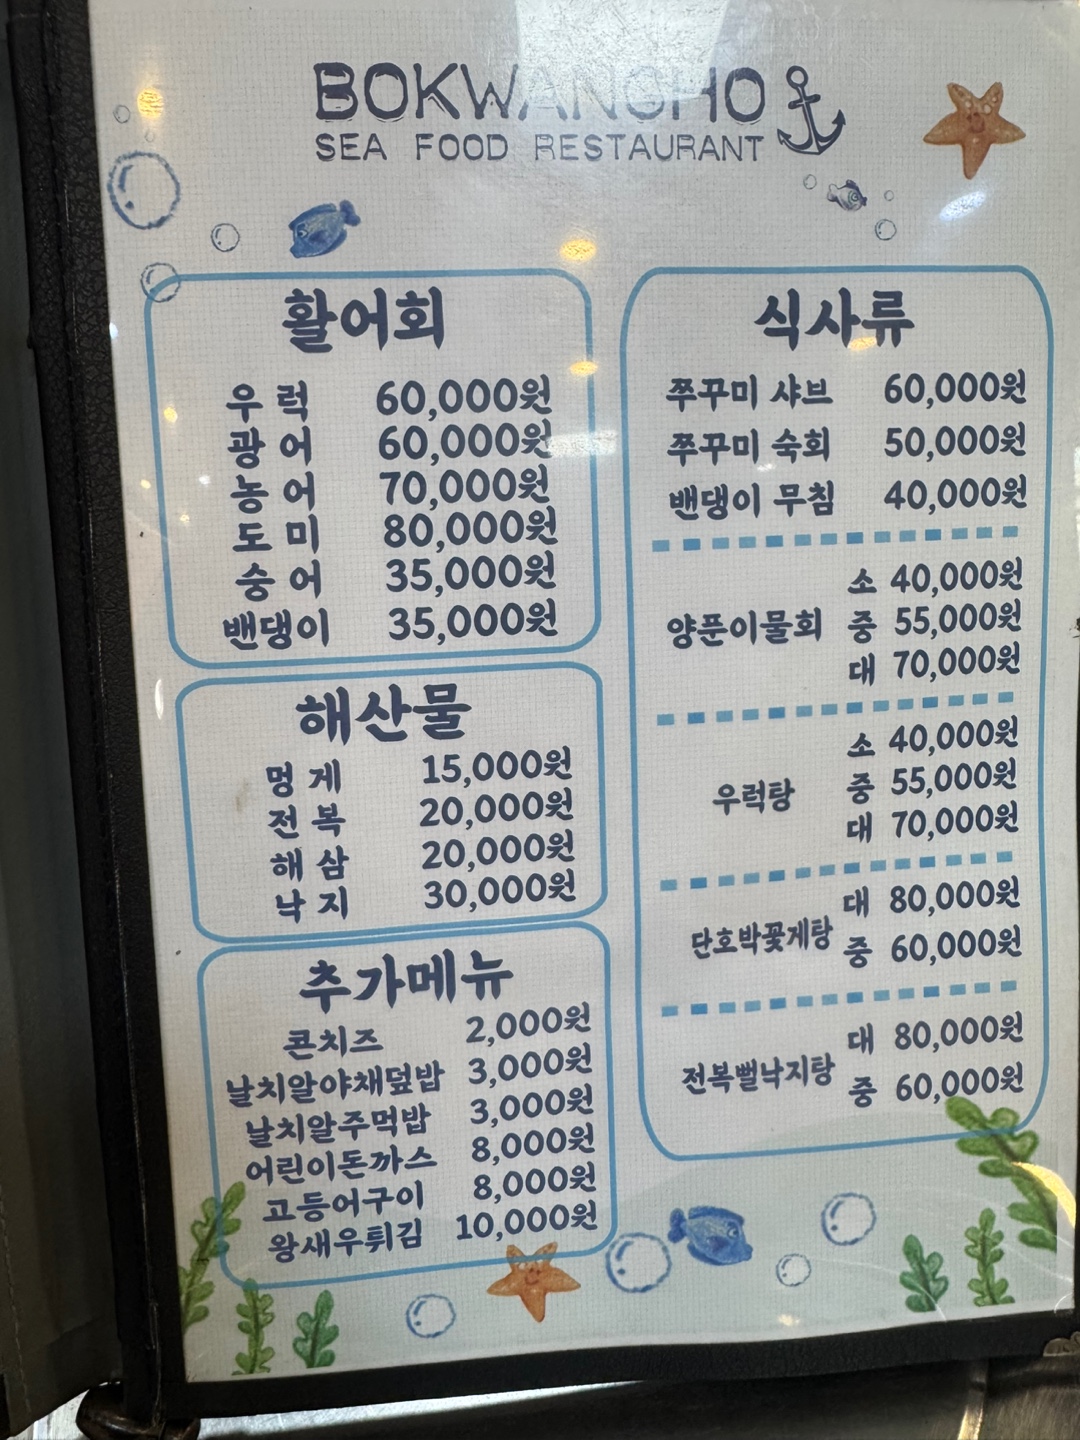 BOKWANGHO
SEA FOOD RESTAURANT
활어회
우럭 60,000원
광어 60,000원
농어 70,000원
도미 80,000원
숭어 35,000원
밴댕이 35,000원
해산물
멍게 15,000원
전복 20,000원
해삼 20,000원
낙지 30,000원
추가메뉴
콘치즈 2,000원
날치알야채덮밥 3,000원
날치알주먹밥 3,000원
어린이돈까스 8,000원
고등어구이 8,000원
왕새우튀김 10,000원
식사류
쭈꾸미 샤브 60,000원
쭈꾸미 숙회 50,000원
밴댕이 무침 40,000원
소 40,000원
양푼이물회 중 55,000원
대 70,000원
소 40,000원
우럭탕 중 55,000원
대 70,000원
대 80,000원
단호박꽃게탕
중 60,000원
대 80,000원
전복뻘낙지탕
중 60,000원